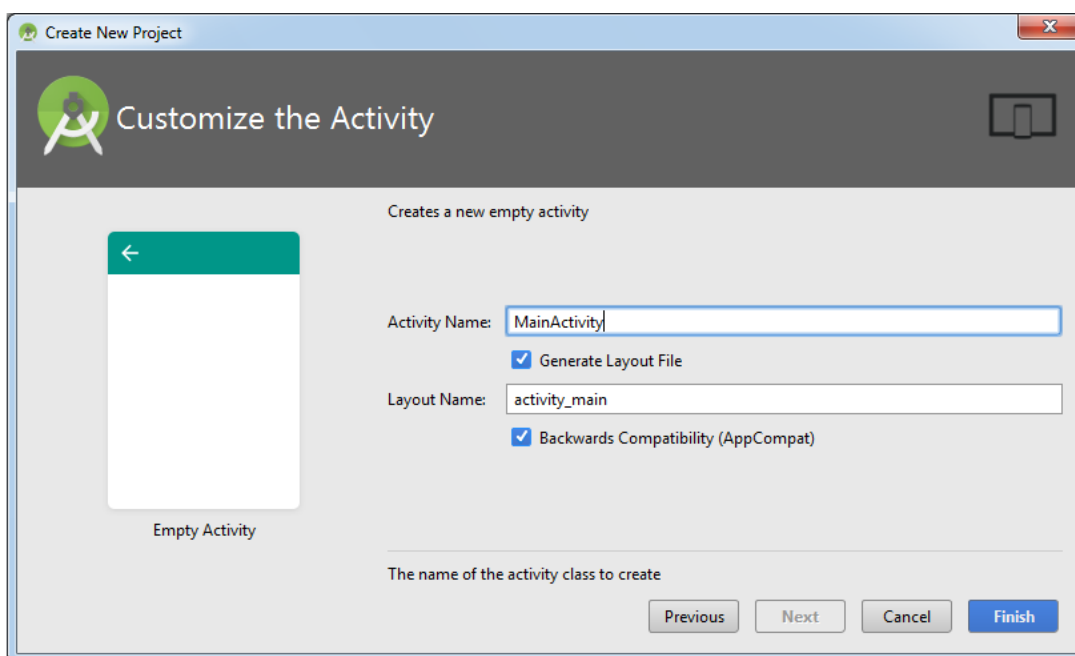 Create New Project
Customize the Activity
Creates a new empty activity
Activity Name: MainActivity
Generate Layout File
Layout Name: activity_main
Backwards Compatibility (AppCompat)
Empty Activity
The name of the activity class to create
Previous Next Cancel Finish